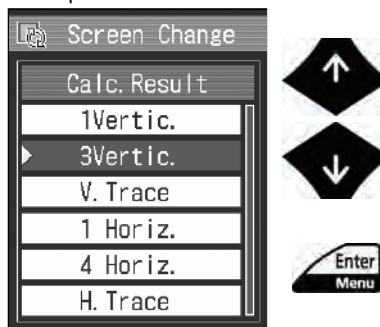 Screen Change
Calc. Result
1Vertic.
3Vertic.
V. Trace
1 Horiz.
4 Horiz.
H. Trace
Enter
Menu